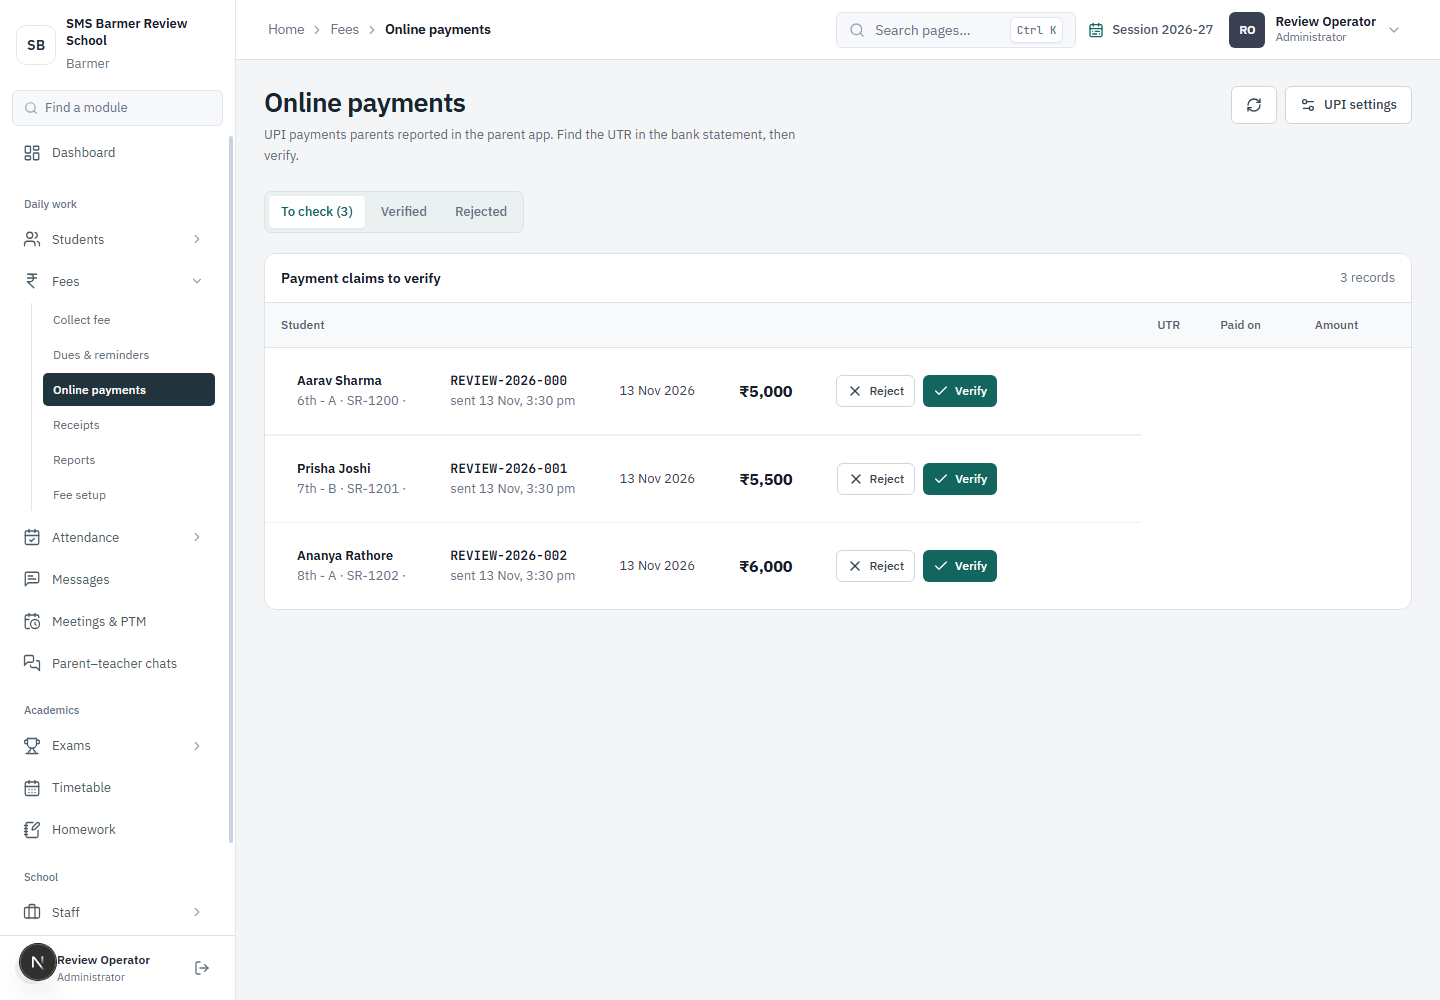 SB
SMS Barmer Review
School
Barmer
Find a module
Dashboard
Daily work
Students
Fees
Collect fee
Dues & reminders
Online payments
Receipts
Reports
Fee setup
Attendance
Messages
Meetings & PTM
Parent–teacher chats
Academics
Exams
Timetable
Homework
School
Staff
N
Review Operator
Administrator
Home > Fees > Online payments
Search pages... Ctrl K
Session 2026-27
RO
Review Operator
Administrator
Online payments
UPI payments parents reported in the parent app. Find the UTR in the bank statement, then
verify.
UPI settings
To check (3) Verified Rejected
Payment claims to verify 3 records
Student UTR Paid on Amount
Aarav Sharma REVIEW-2026-000 13 Nov 2026 ₹5,000 Reject Verify
6th - A · SR-1200 · sent 13 Nov, 3:30 pm
Prisha Joshi REVIEW-2026-001 13 Nov 2026 ₹5,500 Reject Verify
7th - B · SR-1201 · sent 13 Nov, 3:30 pm
Ananya Rathore REVIEW-2026-002 13 Nov 2026 ₹6,000 Reject Verify
8th - A · SR-1202 · sent 13 Nov, 3:30 pm